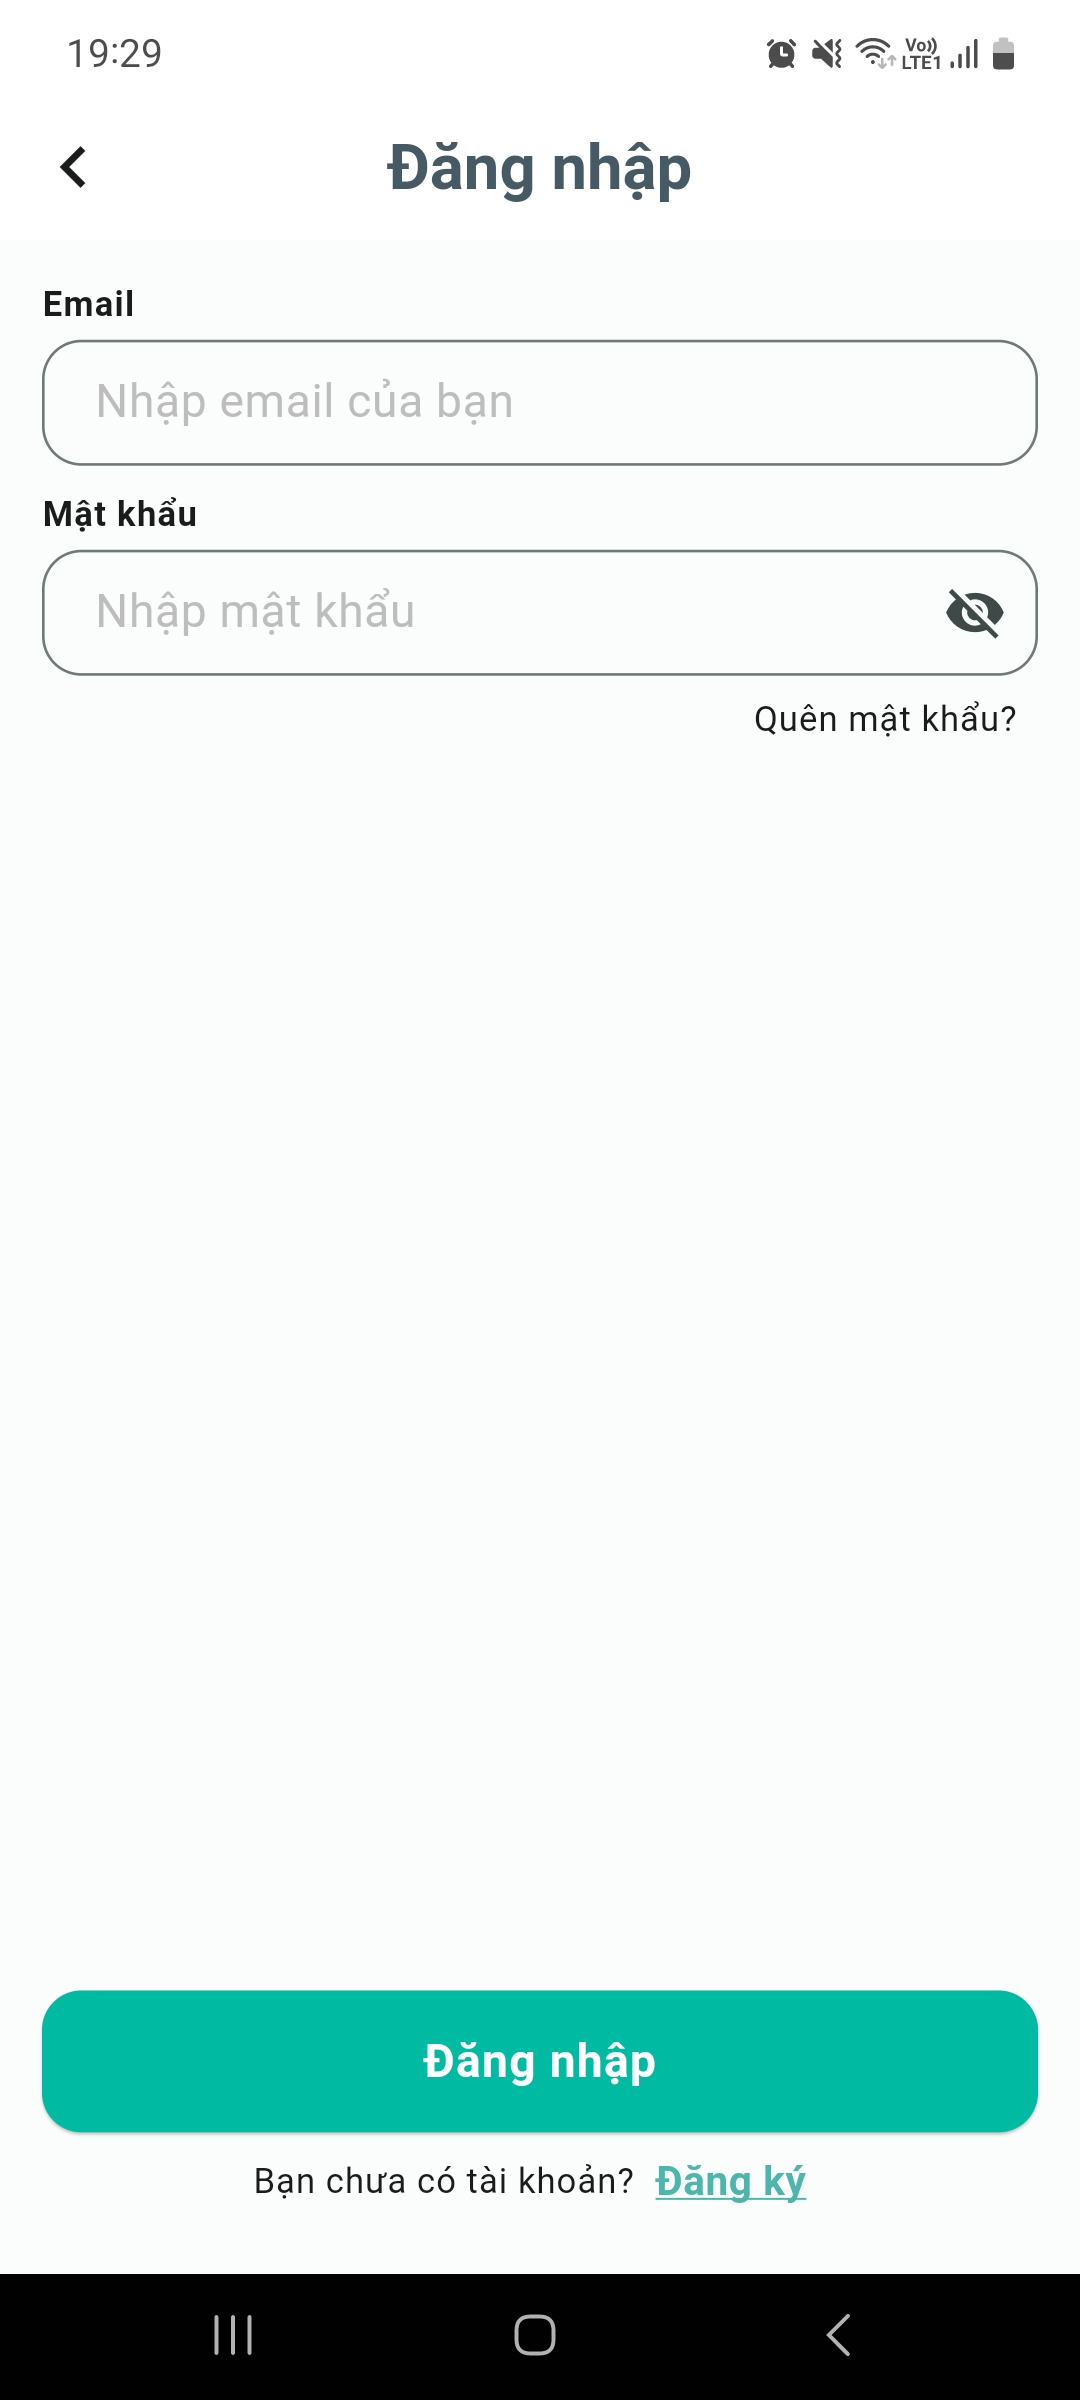 19:29
Vo)) LTE1
Đăng nhập
Email
Nhập email của bạn
Mật khẩu
Nhập mật khẩu
Quên mật khẩu?
Đăng nhập
Bạn chưa có tài khoản? Đăng ký